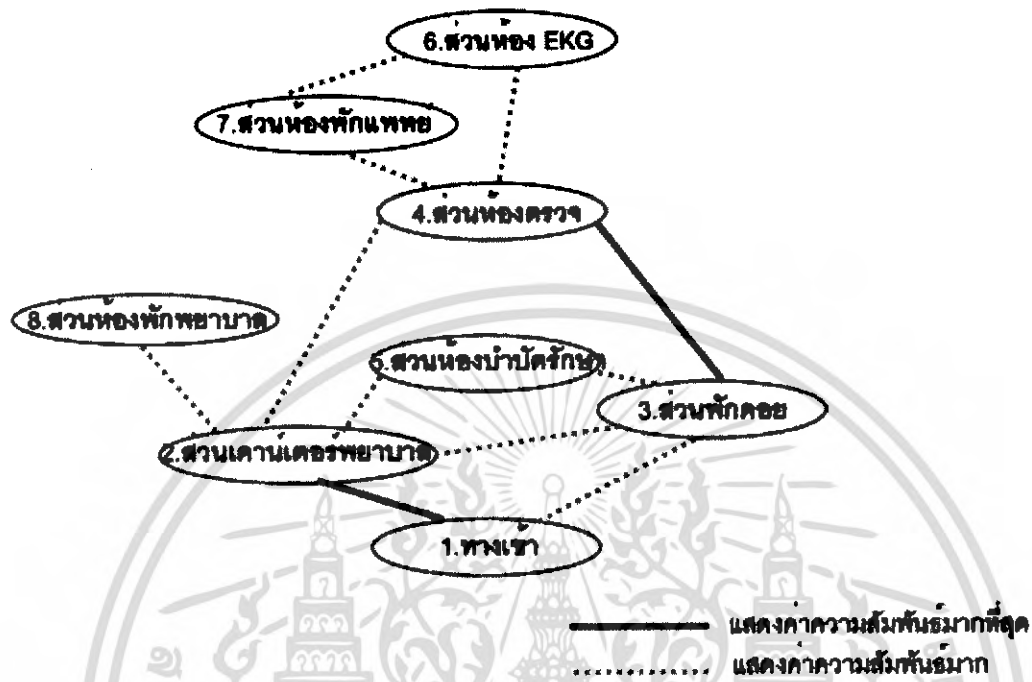 6.ส่วนห้อง EKG
7.ส่วนห้องพักแพทย์
4.ส่วนห้องตรวจ
8.ส่วนห้องพักพยาบาล
5.ส่วนห้องบำบัดรักษา
3.ส่วนพักคอย
2.ส่วนเคานเตอร์พยาบาล
1.ทางเข้า
แสดงค่าความสัมพันธ์มากที่สุด
แสดงค่าความสัมพันธ์มาก